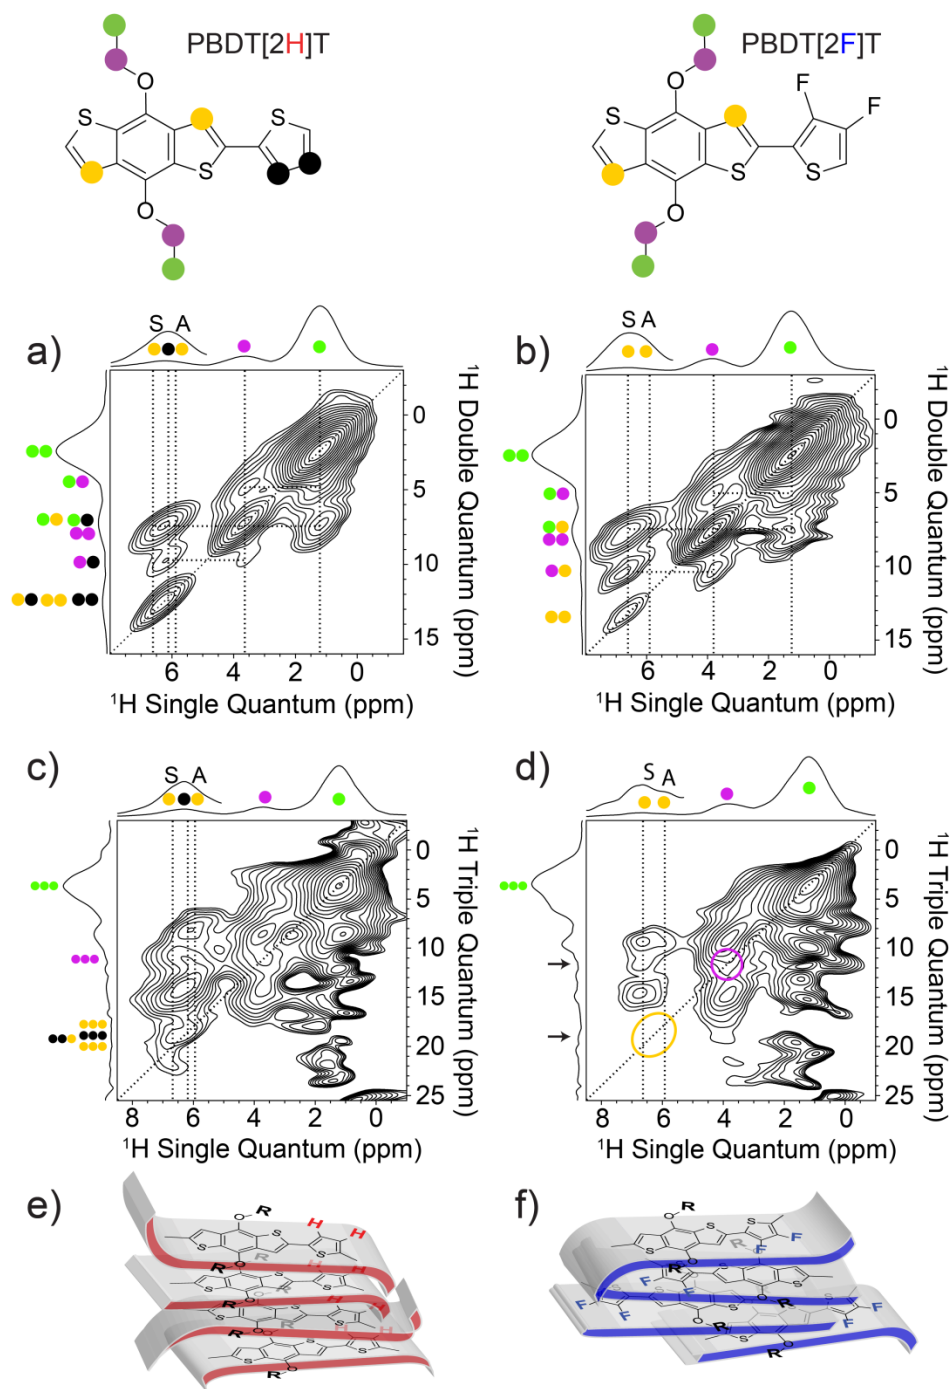 PBDT[2H]T
PBDT[2F]T
O
S
S
S
O
O
F
F
S
S
S
O
a)
S A
0
5
10
15
¹H Double Quantum (ppm)
6 4 2 0
¹H Single Quantum (ppm)
b)
S A
0
5
10
15
¹H Double Quantum (ppm)
6 4 2 0
¹H Single Quantum (ppm)
c)
S A
0
5
10
15
20
25
¹H Triple Quantum (ppm)
8 6 4 2 0
¹H Single Quantum (ppm)
d)
S A
0
5
10
15
20
25
¹H Triple Quantum (ppm)
8 6 4 2 0
¹H Single Quantum (ppm)
e)
R
O
H
H
S
S
S
R
O
R
S
S
R
O
f)
R
O
S
S
S
F
F
R
F
F
F
F
S
O
R